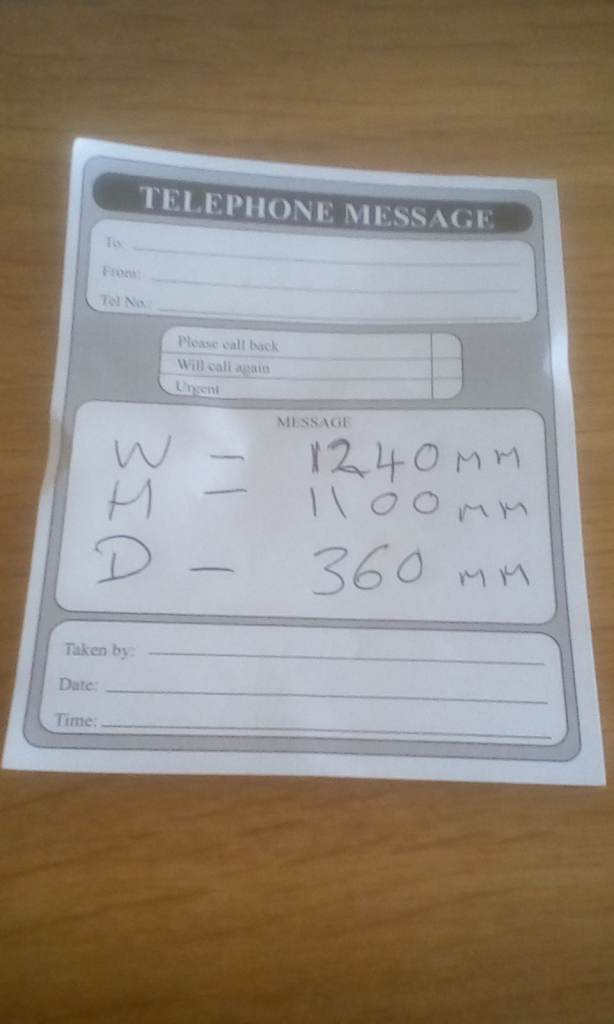 TELEPHONE MESSAGE
To:
From:
Tel No.:
Please call back
Will call again
Urgent
MESSAGE
W - 1240 MM
H - 1100 MM
D - 360 MM
Taken by:
Date:
Time: